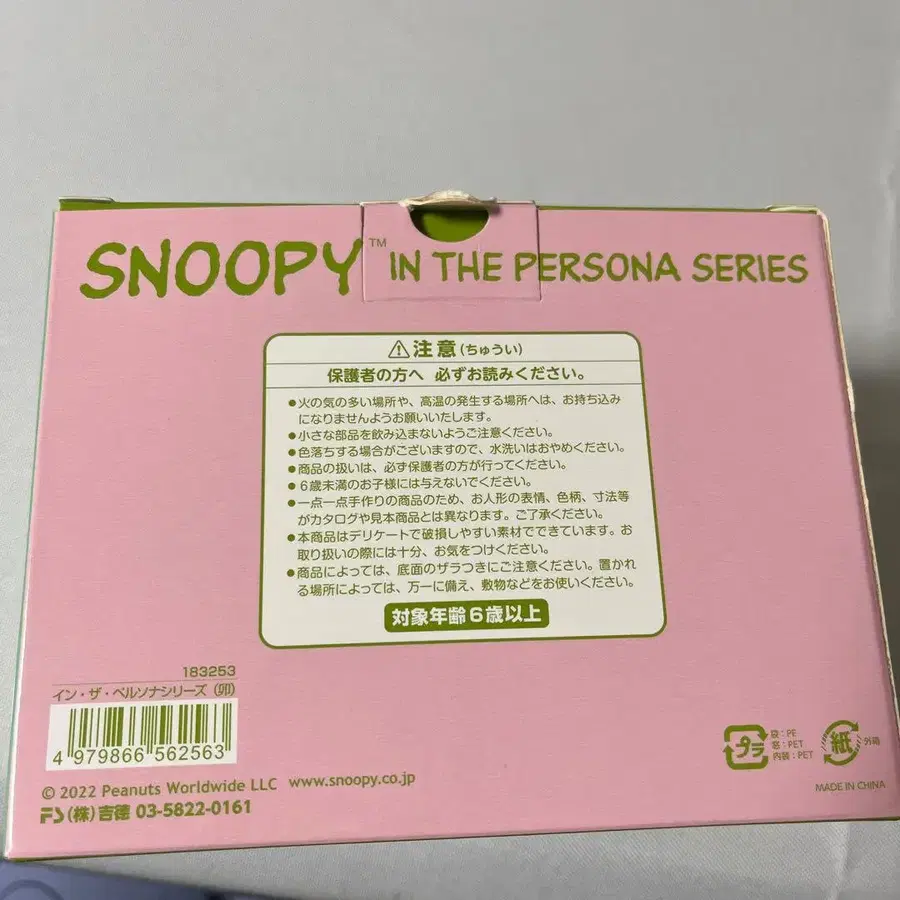 SNOOPY™ IN THE PERSONA SERIES
⚠注意(ちゅうい)
保護者の方へ 必ずお読みください。
●火の気の多い場所や、高温の発生する場所へは、お持ち込み
になりませんようお願いいたします。
●小さな部品を飲み込まないようご注意ください。
●色落ちする場合がございますので、水洗いはおやめください。
●商品の扱いは、必ず保護者の方が行ってください。
●6歳未満のお子様には与えないでください。
●一点一点手作りの商品のため、お人形の表情、色柄、寸法等
がカタログや見本商品とは異なります。ご了承ください。
●本商品はデリケートで破損しやすい素材でできています。お
取り扱いの際には十分、お気をつけください。
●商品によっては、底面のザラつきにご注意ください。置かれ
る場所によっては、万一に備え、敷物などをお使いください。
対象年齢6歳以上
183253
イン・ザ・ペルソナシリーズ(卯)
4 979866 562563
© 2022 Peanuts Worldwide LLC www.snoopy.co.jp
(株)吉徳 03-5822-0161
プラ
袋:PE
容:PET
内装:PET
紙
外箱
MADE IN CHINA